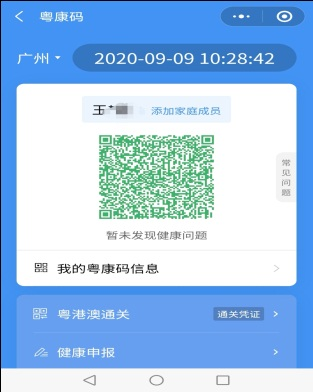 粤康码
广州
2020-09-09 10:28:42
王* 添加家庭成员
常见问题
暂未发现健康问题
我的粤康码信息
粤港澳通关 通关凭证
健康申报